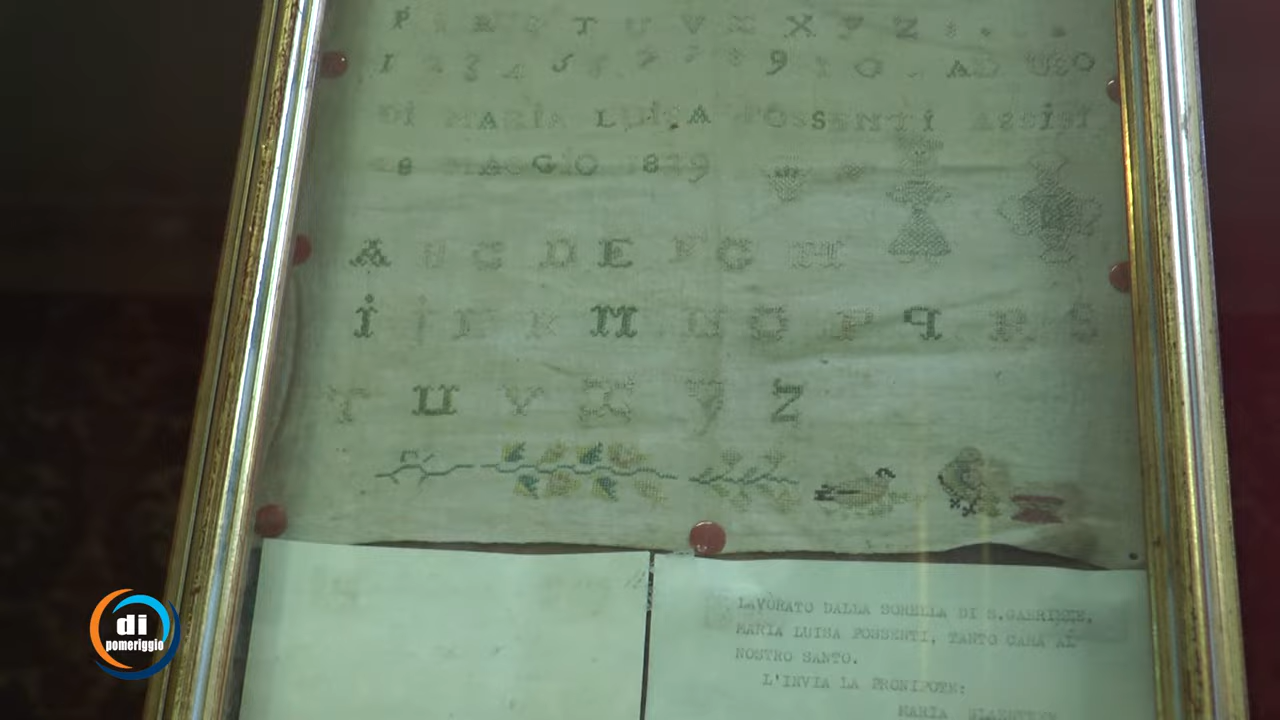 P R S T U V X Y Z
1 2 3 4 5 6 7 8 9 10 . AD USO
Di MARiA LUiSA POSSENTi ASSiSi
8 MAGGiO 1829
A B C D E F G H
i J K M N O P q R S
T U V X Y Z
LAVORATO DALLA SORELLA DI S.GABRIELE,
MARIA LUISA POSSENTI, TANTO CARA AL
NOSTRO SANTO.
L'INVIA LA PRONIPOTE:
MARIA
di
pomeriggio